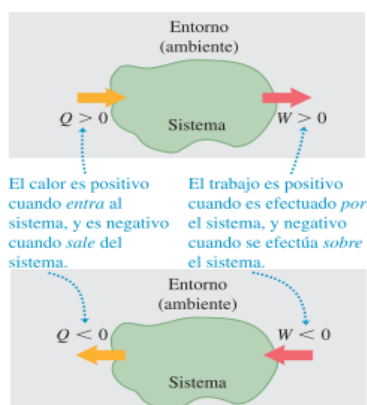 Entorno
(ambiente)
Q > 0
Sistema
W > 0
El calor es positivo
cuando entra al
sistema, y es negativo
cuando sale del
sistema.
El trabajo es positivo
cuando es efectuado por
el sistema, y negativo
cuando se efectúa sobre
el sistema.
Entorno
(ambiente)
Q < 0
W < 0
Sistema